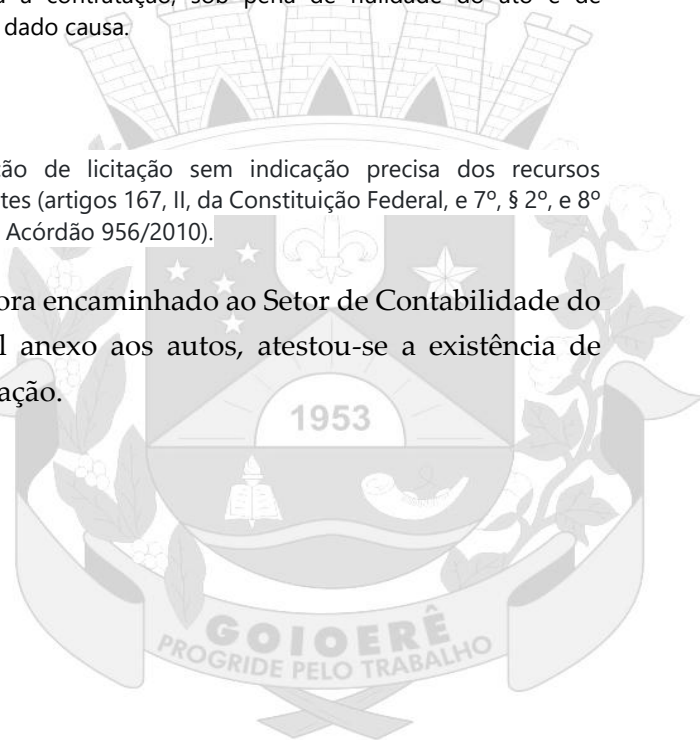 a contratação, sob pena de nulidade do ato e de
dado causa.
ção de licitação sem indicação precisa dos recursos
tes (artigos 167, II, da Constituição Federal, e 7º, § 2º, e 8º
Acórdão 956/2010).
ora encaminhado ao Setor de Contabilidade do
l anexo aos autos, atestou-se a existência de
ação.
1953
GOIOERÊ
PROGRIDE PELO TRABALHO